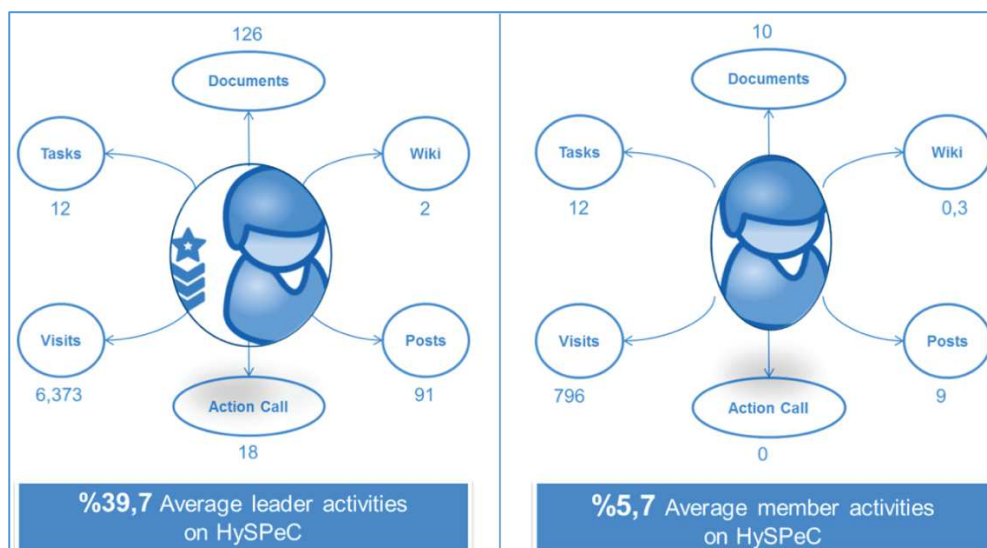 126
Documents
Tasks
12
Wiki
2
Visits
6,373
Posts
91
Action Call
18
%39,7 Average leader activities
on HySPeC
10
Documents
Tasks
12
Wiki
0,3
Visits
796
Posts
9
Action Call
0
%5,7 Average member activities
on HySPeC